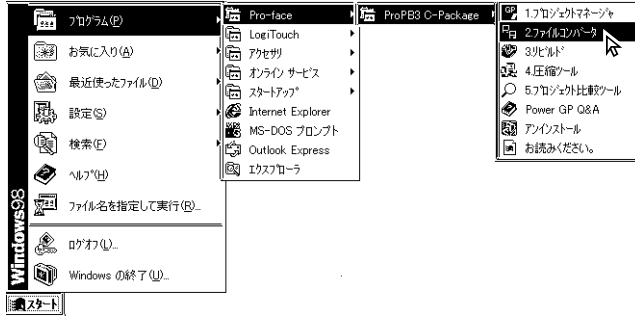 Windows98
ﾌﾟﾛｸﾞﾗﾑ(P)
お気に入り(A)
最近使ったﾌｧｲﾙ(D)
設定(S)
検索(F)
ﾍﾙﾌﾟ(H)
ﾌｧｲﾙ名を指定して実行(R)...
ﾛｸﾞｵﾌ(L)...
Windows の終了(U)...
スタート
Pro-face
LogiTouch
ｱｸｾｻﾘ
ｵﾝﾗｲﾝ ｻｰﾋﾞｽ
ｽﾀｰﾄｱｯﾌﾟ
Internet Explorer
MS-DOS ﾌﾟﾛﾝﾌﾟﾄ
Outlook Express
ｴｸｽﾌﾟﾛｰﾗ
ProPB3 C-Package
1.ﾌﾟﾛｼﾞｪｸﾄﾏﾈｰｼﾞｬ
2.ﾌｧｲﾙｺﾝﾊﾞｰﾀ
3.ﾘﾋﾞﾙﾄﾞ
4.圧縮ﾂｰﾙ
5.ﾌﾟﾛｼﾞｪｸﾄ比較ﾂｰﾙ
Power GP Q&A
ｱﾝｲﾝｽﾄｰﾙ
お読みください。